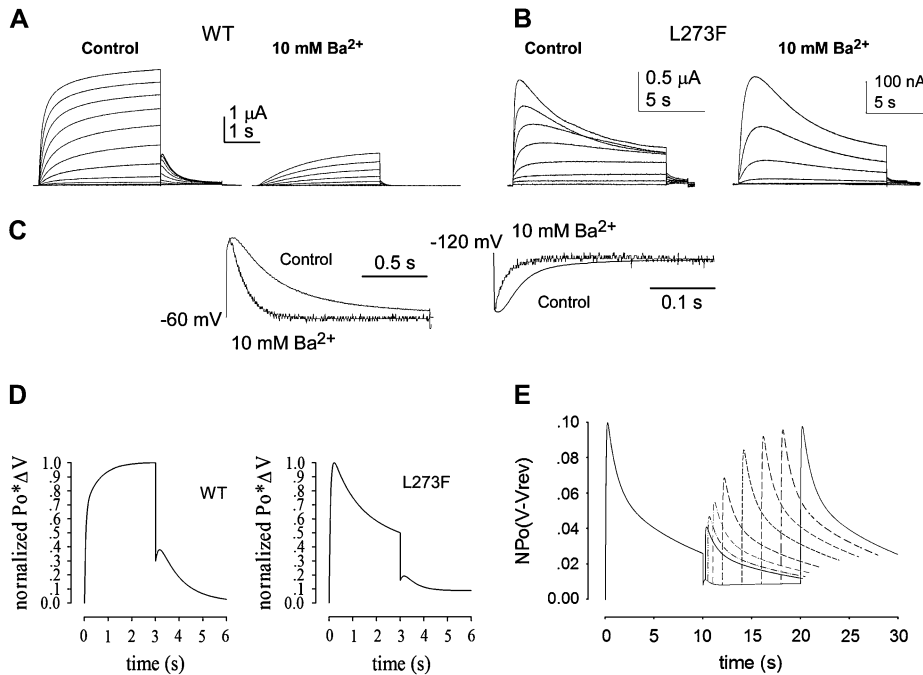 A
WT
Control
10 mM Ba²⁺
1 µA
1 s
B
L273F
Control
10 mM Ba²⁺
0.5 µA
5 s
100 nA
5 s
C
Control
0.5 s
-60 mV
10 mM Ba²⁺
-120 mV
10 mM Ba²⁺
Control
0.1 s
D
nornalized Po*ΔV
1.0
.9
.8
.7
.6
.5
.4
.3
.2
.1
0.0
WT
0 1 2 3 4 5 6
time (s)
nornalized Po*ΔV
1.0
.9
.8
.7
.6
.5
.4
.3
.2
.1
0.0
L273F
0 1 2 3 4 5 6
time (s)
E
NPo(V-Vrev)
.10
.08
.06
.04
.02
0.00
0 5 10 15 20 25 30
time (s)